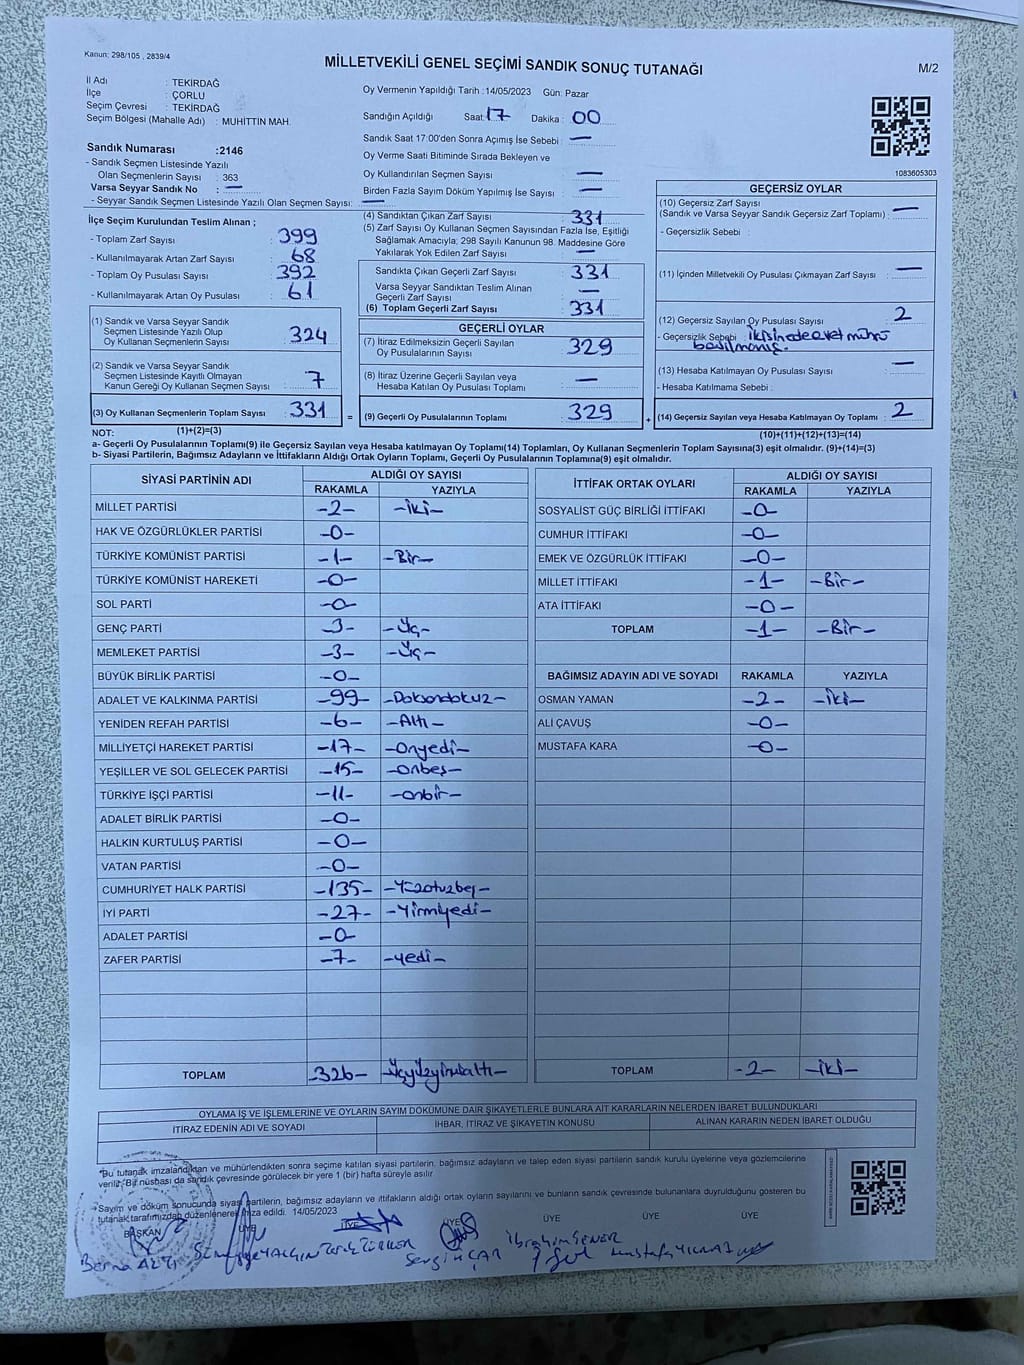 Kanun: 298/105 , 2839/4
MİLLETVEKİLİ GENEL SEÇİMİ SANDIK SONUÇ TUTANAĞI
M/2
İl Adı : TEKİRDAĞ
İlçe : ÇORLU
Seçim Çevresi : TEKİRDAĞ
Seçim Bölgesi (Mahalle Adı) : MUHİTTİN MAH.
Sandık Numarası :2146
- Sandık Seçmen Listesinde Yazılı
Olan Seçmenlerin Sayısı : 363
Varsa Seyyar Sandık No : —
- Seyyar Sandık Seçmen Listesinde Yazılı Olan Seçmen Sayısı: —
Oy Vermenin Yapıldığı Tarih :14/05/2023 Gün: Pazar
Sandığın Açıldığı Saat: 17 Dakika : 00
Sandık Saat 17:00'den Sonra Açımış İse Sebebi : —
Oy Verme Saati Bitiminde Sırada Bekleyen ve
Oy Kullandırılan Seçmen Sayısı : —
Birden Fazla Sayım Döküm Yapılmış İse Sayısı : —
1083605303
İlçe Seçim Kurulundan Teslim Alınan ;
- Toplam Zarf Sayısı : 399
- Kullanılmayarak Artan Zarf Sayısı : 68
- Toplam Oy Pusulası Sayısı : 392
- Kullanılmayarak Artan Oy Pusulası : 61
(4) Sandıktan Çıkan Zarf Sayısı : 331
(5) Zarf Sayısı Oy Kullanan Seçmen Sayısından Fazla İse, Eşitliği
Sağlamak Amacıyla; 298 Sayılı Kanunun 98. Maddesine Göre
Yakılarak Yok Edilen Zarf Sayısı : —
Sandıkta Çıkan Geçerli Zarf Sayısı : 331
Varsa Seyyar Sandıktan Teslim Alınan
Geçerli Zarf Sayısı : —
(6) Toplam Geçerli Zarf Sayısı : 331
GEÇERSİZ OYLAR
(10) Geçersiz Zarf Sayısı
(Sandık ve Varsa Seyyar Sandık Geçersiz Zarf Toplamı) : —
- Geçersizlik Sebebi :
(11) İçinden Milletvekili Oy Pusulası Çıkmayan Zarf Sayısı : —
(12) Geçersiz Sayılan Oy Pusulası Sayısı : 2
- Geçersizlik Sebebi : ikisinede evet mührü
basılmamış.
(13) Hesaba Katılmayan Oy Pusulası Sayısı : —
- Hesaba Katılmama Sebebi :
(1) Sandık ve Varsa Seyyar Sandık
Seçmen Listesinde Yazılı Olup
Oy Kullanan Seçmenlerin Sayısı : 324
(2) Sandık ve Varsa Seyyar Sandık
Seçmen Listesinde Kayıtlı Olmayan
Kanun Gereği Oy Kullanan Seçmen Sayısı : 7
(3) Oy Kullanan Seçmenlerin Toplam Sayısı : 331
GEÇERLİ OYLAR
(7) İtiraz Edilmeksizin Geçerli Sayılan
Oy Pusulalarının Sayısı : 329
(8) İtiraz Üzerine Geçerli Sayılan veya
Hesaba Katılan Oy Pusulası Toplamı : —
= (9) Geçerli Oy Pusulalarının Toplamı : 329
+ (14) Geçersiz Sayılan veya Hesaba Katılmayan Oy Toplamı : 2
NOT: (1)+(2)=(3)
(10)+(11)+(12)+(13)=(14)
a- Geçerli Oy Pusulalarının Toplamı(9) ile Geçersiz Sayılan veya Hesaba katılmayan Oy Toplamı(14) Toplamları, Oy Kullanan Seçmenlerin Toplam Sayısına(3) eşit olmalıdır. (9)+(14)=(3)
b- Siyasi Partilerin, Bağımsız Adayların ve İttifakların Aldığı Ortak Oyların Toplamı, Geçerli Oy Pusulalarının Toplamına(9) eşit olmalıdır.
SİYASİ PARTİNİN ADI ALDIĞI OY SAYISI
RAKAMLA YAZIYLA
MİLLET PARTİSİ -2- -iki-
HAK VE ÖZGÜRLÜKLER PARTİSİ -0-
TÜRKİYE KOMÜNİST PARTİSİ -1- -Bir-
TÜRKİYE KOMÜNİST HAREKETİ -0-
SOL PARTİ -0-
GENÇ PARTİ -3- -Üç-
MEMLEKET PARTİSİ -3- -Üç-
BÜYÜK BİRLİK PARTİSİ -0-
ADALET VE KALKINMA PARTİSİ -99- -Doksandokuz-
YENİDEN REFAH PARTİSİ -6- -Altı-
MİLLİYETÇİ HAREKET PARTİSİ -17- -Onyedi-
YEŞİLLER VE SOL GELECEK PARTİSİ -15- -Onbeş-
TÜRKİYE İŞÇİ PARTİSİ -11- -Onbir-
ADALET BİRLİK PARTİSİ -0-
HALKIN KURTULUŞ PARTİSİ -0-
VATAN PARTİSİ -0-
CUMHURİYET HALK PARTİSİ -135- -Yüzotuzbeş-
İYİ PARTİ -27- -Yirmiyedi-
ADALET PARTİSİ -0-
ZAFER PARTİSİ -7- -yedi-
TOPLAM -326- -Üçyüzyirmialtı-
İTTİFAK ORTAK OYLARI ALDIĞI OY SAYISI
RAKAMLA YAZIYLA
SOSYALİST GÜÇ BİRLİĞİ İTTİFAKI -0-
CUMHUR İTTİFAKI -0-
EMEK VE ÖZGÜRLÜK İTTİFAKI -0-
MİLLET İTTİFAKI -1- -Bir-
ATA İTTİFAKI -0-
TOPLAM -1- -Bir-
BAĞIMSIZ ADAYIN ADI VE SOYADI RAKAMLA YAZIYLA
OSMAN YAMAN -2- -iki-
ALİ ÇAVUŞ -0-
MUSTAFA KARA -0-
TOPLAM -2- -iki-
OYLAMA İŞ VE İŞLEMLERİNE VE OYLARIN SAYIM DÖKÜMÜNE DAİR ŞİKAYETLERLE BUNLARA AİT KARARLARIN NELERDEN İBARET BULUNDUKLARI
İTİRAZ EDENİN ADI VE SOYADI İHBAR, İTİRAZ VE ŞİKAYETİN KONUSU ALINAN KARARIN NEDEN İBARET OLDUĞU
*Bu tutanak imzalandıktan ve mühürlendikten sonra seçime katılan siyasi partilerin, bağımsız adayların ve talep eden siyasi partilerin sandık kurulu üyelerine veya gözlemcilerine
verilir. Bir nüshası da sandık çevresinde görülecek bir yere 1 (bir) hafta süreyle asılır
*Sayım ve döküm sonucunda siyasi partilerin, bağımsız adayların ve ittifakların aldığı ortak oyların sayılarını ve bunların sandık çevresinde bulunanlara duyrulduğunu gösteren bu
tutanak tarafımızdan düzenlenerek imza edildi. 14/05/2023
BAŞKAN ÜYE ÜYE ÜYE ÜYE ÜYE ÜYE
Berna ALTI
Sevgi UÇAR
İbrahim ŞENER
Mustafa YILMAZ